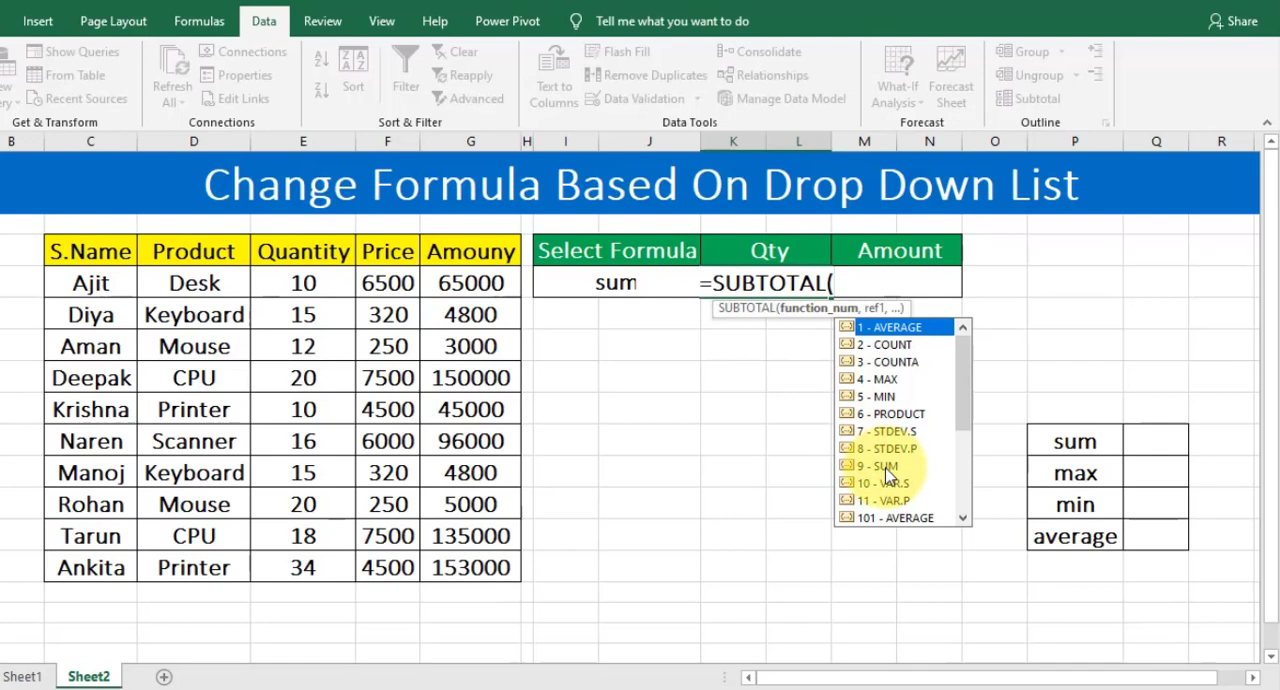 Insert Page Layout Formulas Data Review View Help Power Pivot Tell me what you want to do Share
Show Queries
From Table
Recent Sources
Get & Transform
Refresh All
Connections
Properties
Edit Links
Connections
Sort
Filter
Clear
Reapply
Advanced
Sort & Filter
Text to Columns
Flash Fill
Remove Duplicates
Data Validation
Consolidate
Relationships
Manage Data Model
Data Tools
What-If Analysis
Forecast Sheet
Forecast
Group
Ungroup
Subtotal
Outline
B C D E F G H I J K L M N O P Q R
Change Formula Based On Drop Down List
S.Name Product Quantity Price Amouny
Ajit Desk 10 6500 65000
Diya Keyboard 15 320 4800
Aman Mouse 12 250 3000
Deepak CPU 20 7500 150000
Krishna Printer 10 4500 45000
Naren Scanner 16 6000 96000
Manoj Keyboard 15 320 4800
Rohan Mouse 20 250 5000
Tarun CPU 18 7500 135000
Ankita Printer 34 4500 153000
Select Formula Qty Amount
sum =SUBTOTAL(
SUBTOTAL(function_num, ref1, ...)
1 - AVERAGE
2 - COUNT
3 - COUNTA
4 - MAX
5 - MIN
6 - PRODUCT
7 - STDEV.S
8 - STDEV.P
9 - SUM
10 - VAR.S
11 - VAR.P
101 - AVERAGE
sum
max
min
average
Sheet1 Sheet2